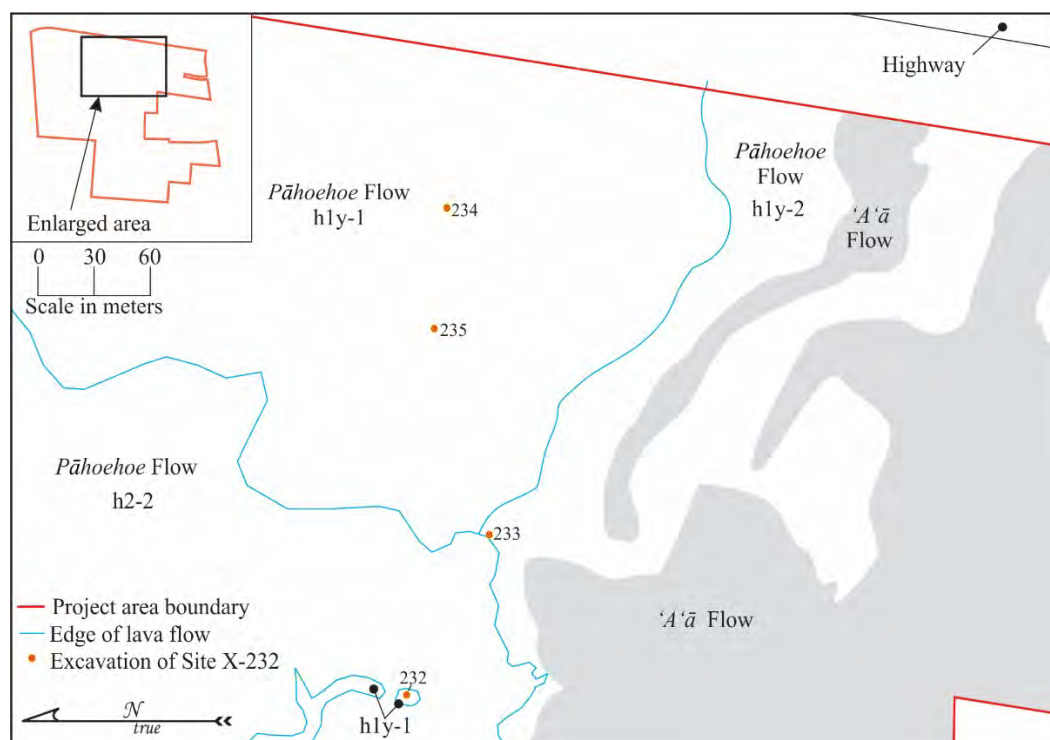 Highway
Enlarged area
0 30 60
Scale in meters
Pāhoehoe Flow
h1y-1
234
235
Pāhoehoe
Flow
h1y-2
ʻAʻā
Flow
Pāhoehoe Flow
h2-2
233
ʻAʻā Flow
Project area boundary
Edge of lava flow
Excavation of Site X-232
232
h1y-1
N
true